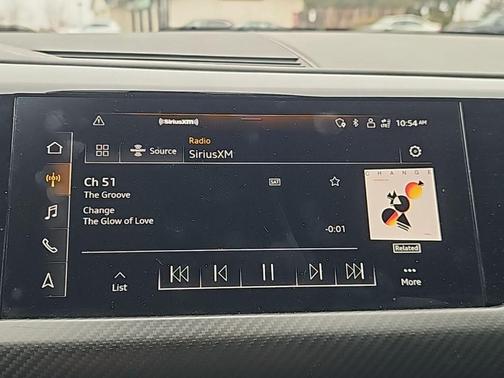 ((SiriusXM))
LTE
10:54 AM
Source
Radio
SiriusXM
Ch 51
SAT
The Groove
Change
The Glow of Love
-0:01
CHANGE
Related
List
More